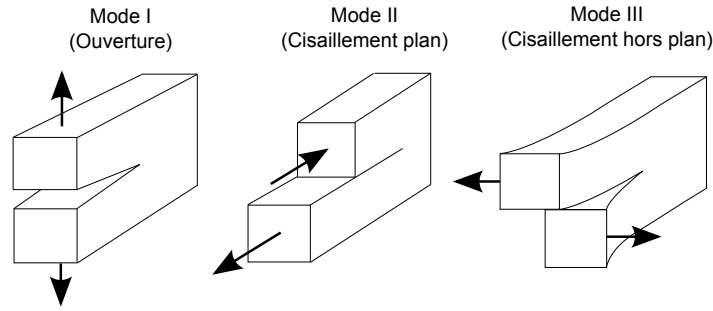 Mode I
(Ouverture)
Mode II
(Cisaillement plan)
Mode III
(Cisaillement hors plan)